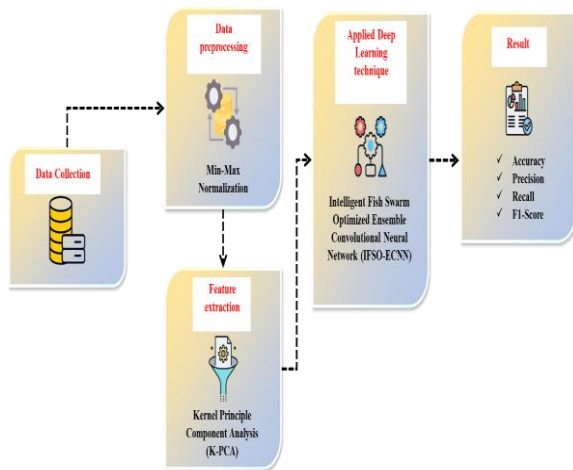 Data Collection
Data
preprocessing
Min-Max
Normalization
Feature
extraction
Kernel Principle
Component Analysis
(K-PCA)
Applied Deep
Learning
technique
Intelligent Fish Swarm
Optimized Ensemble
Convolutional Neural
Network (IFSO-ECNN)
Result
✓ Accuracy
✓ Precision
✓ Recall
✓ F1-Score